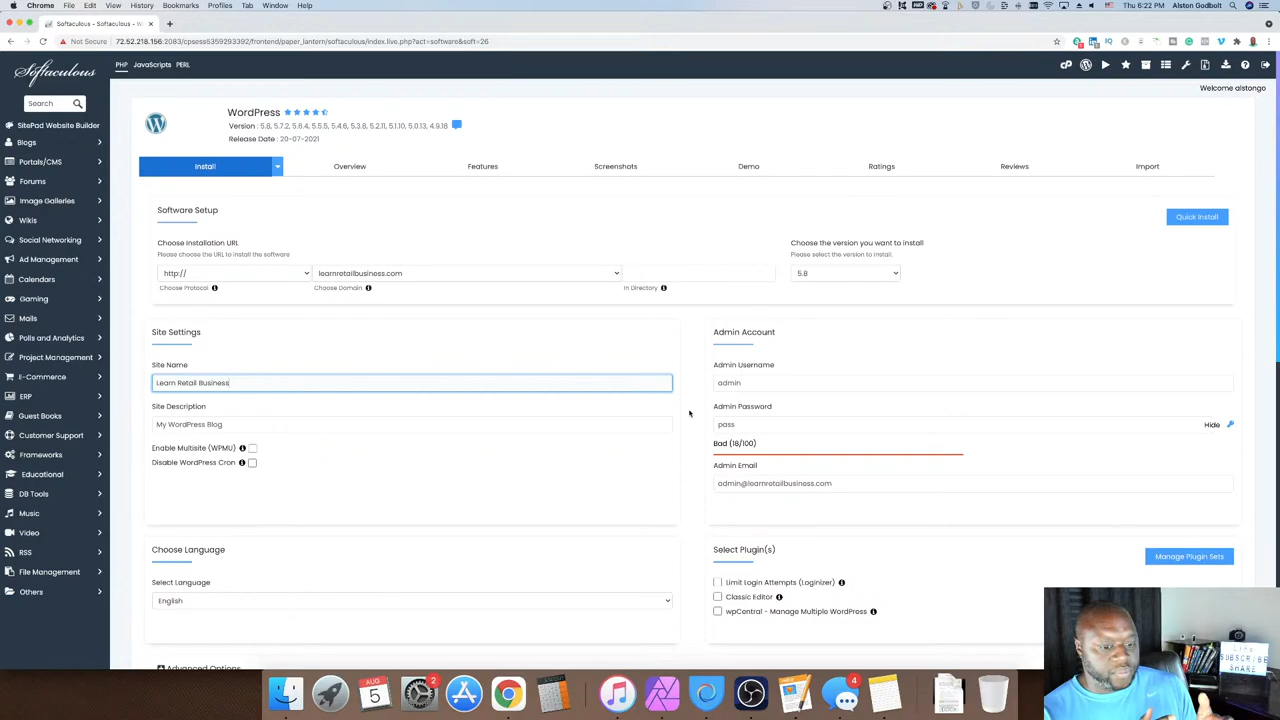 Chrome File Edit View History Bookmarks Profiles Tab Window Help
Thu 6:22 PM Alston Godbolt
Softaculous - Softaculous - W
Not Secure 72.52.218.156:2083/cpsess5359293392/frontend/paper_lantern/softaculous/index.live.php?act=software&soft=26
Softaculous
PHP JavaScripts PERL
Welcome alstongo
Search
SitePad Website Builder
Blogs
Portals/CMS
Forums
Image Galleries
Wikis
Social Networking
Ad Management
Calendars
Gaming
Mails
Polls and Analytics
Project Management
E-Commerce
ERP
Guest Books
Customer Support
Frameworks
Educational
DB Tools
Music
Video
RSS
File Management
Others
WordPress
Version : 5.8, 5.7.2, 5.6.4, 5.5.5, 5.4.6, 5.3.8, 5.2.11, 5.1.10, 5.0.13, 4.9.18
Release Date : 20-07-2021
Install Overview Features Screenshots Demo Ratings Reviews Import
Software Setup
Quick Install
Choose Installation URL
Please choose the URL to install the software
http:// learnretailbusiness.com
Choose Protocol Choose Domain In Directory
Choose the version you want to install
Please select the version to install.
5.8
Site Settings
Site Name
Learn Retail Business
Site Description
My WordPress Blog
Enable Multisite (WPMU)
Disable WordPress Cron
Admin Account
Admin Username
admin
Admin Password
pass Hide
Bad (18/100)
Admin Email
admin@learnretailbusiness.com
Choose Language
Select Language
English
Select Plugin(s)
Manage Plugin Sets
Limit Login Attempts (Loginizer)
Classic Editor
wpCentral - Manage Multiple WordPress
Advanced Options
AUG
5
2
4
LIKE
SUBSCRIBE
SHARE